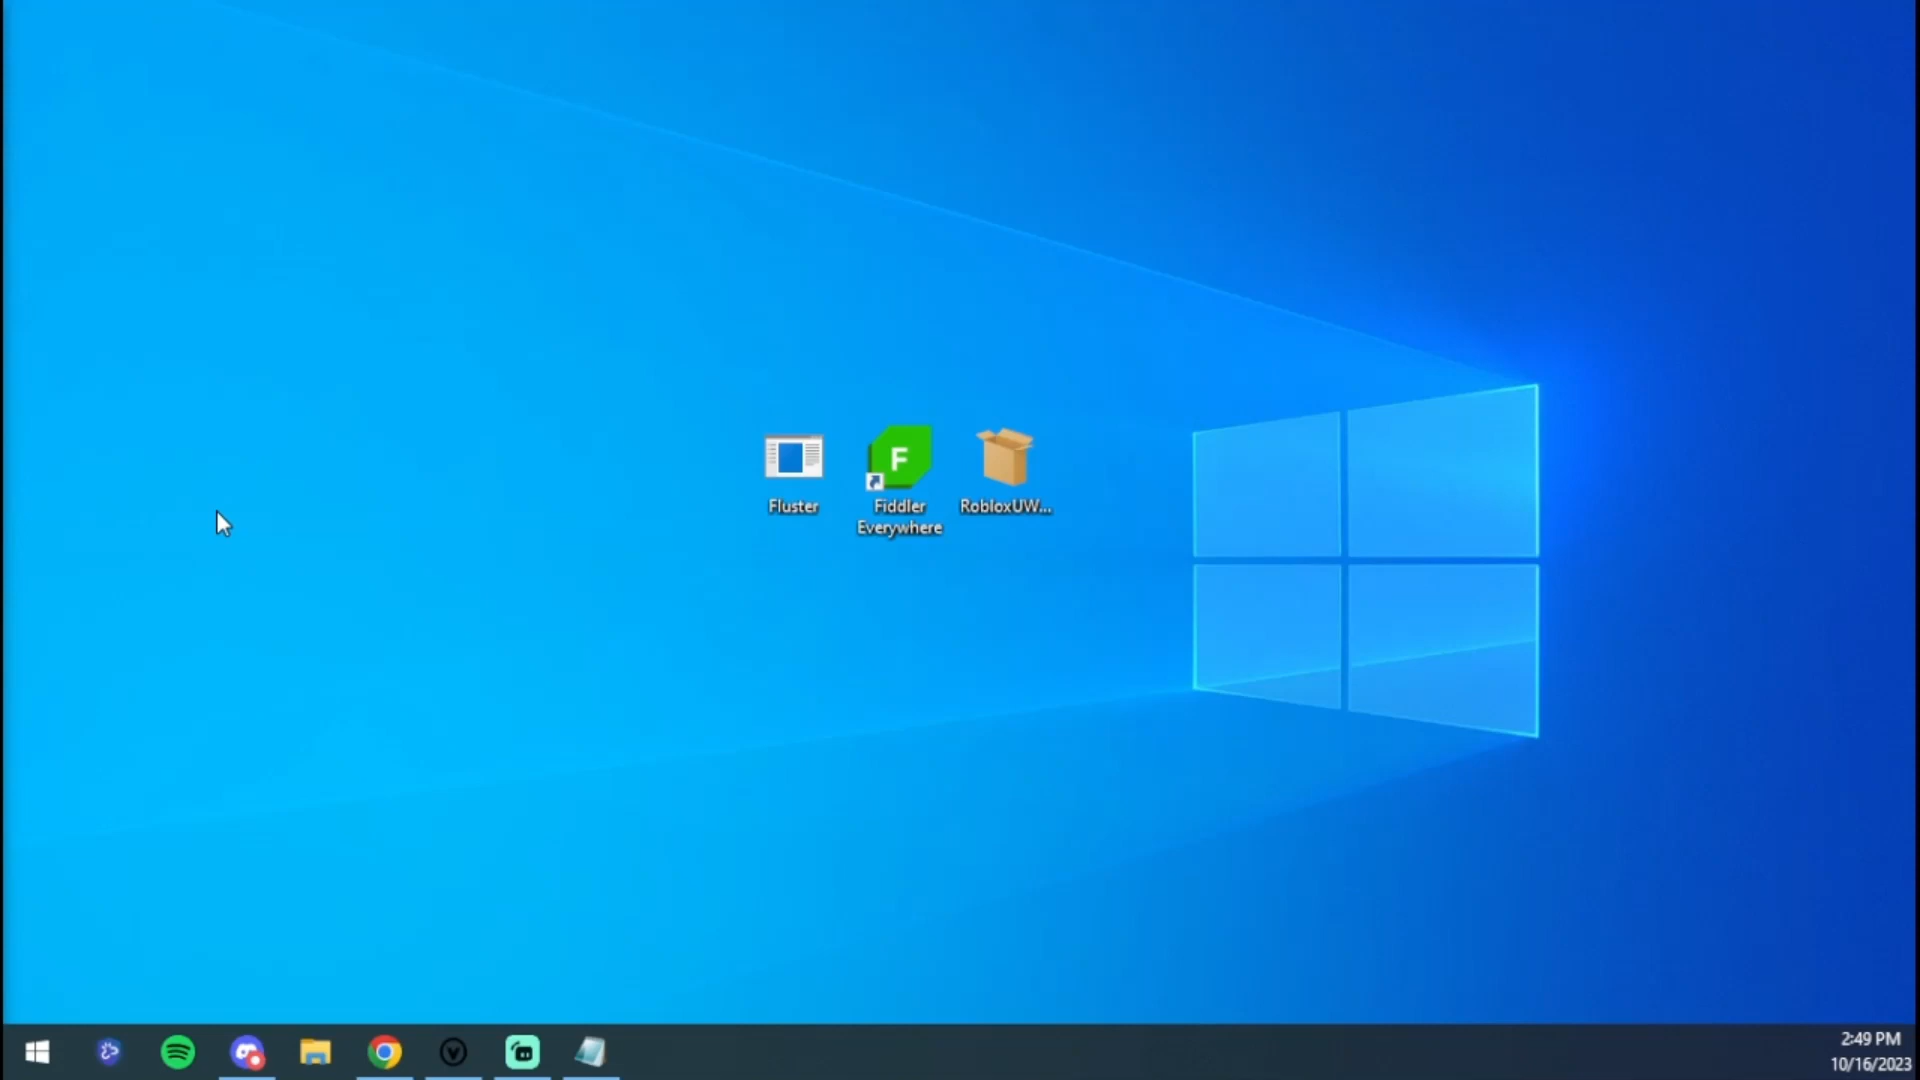 Fluster
Fiddler
Everywhere
RobloxUW...
F
2:49 PM
10/16/2023